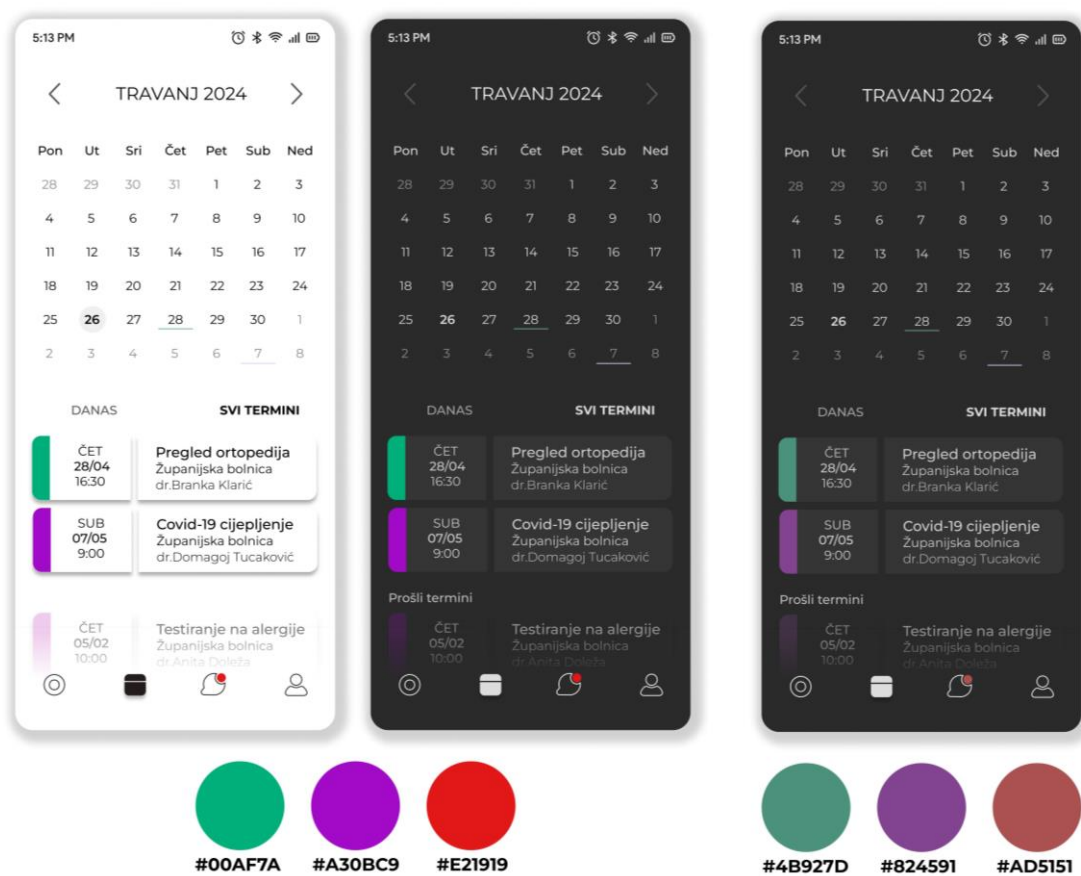 5:13 PM
TRAVANJ 2024
Pon Ut Sri Čet Pet Sub Ned
28 29 30 31 1 2 3
4 5 6 7 8 9 10
11 12 13 14 15 16 17
18 19 20 21 22 23 24
25 26 27 28 29 30 1
2 3 4 5 6 7 8
DANAS SVI TERMINI
ČET
28/04
16:30
Pregled ortopedija
Županijska bolnica
dr.Branka Klarić
SUB
07/05
9:00
Covid-19 cijepljenje
Županijska bolnica
dr.Domagoj Tucaković
ČET
05/02
10:00
Testiranje na alergije
Županijska bolnica
dr.Anita Doleža
5:13 PM
TRAVANJ 2024
Pon Ut Sri Čet Pet Sub Ned
28 29 30 31 1 2 3
4 5 6 7 8 9 10
11 12 13 14 15 16 17
18 19 20 21 22 23 24
25 26 27 28 29 30 1
2 3 4 5 6 7 8
DANAS SVI TERMINI
ČET
28/04
16:30
Pregled ortopedija
Županijska bolnica
dr.Branka Klarić
SUB
07/05
9:00
Covid-19 cijepljenje
Županijska bolnica
dr.Domagoj Tucaković
Prošli termini
ČET
05/02
10:00
Testiranje na alergije
Županijska bolnica
dr.Anita Doleža
5:13 PM
TRAVANJ 2024
Pon Ut Sri Čet Pet Sub Ned
28 29 30 31 1 2 3
4 5 6 7 8 9 10
11 12 13 14 15 16 17
18 19 20 21 22 23 24
25 26 27 28 29 30 1
2 3 4 5 6 7 8
DANAS SVI TERMINI
ČET
28/04
16:30
Pregled ortopedija
Županijska bolnica
dr.Branka Klarić
SUB
07/05
9:00
Covid-19 cijepljenje
Županijska bolnica
dr.Domagoj Tucaković
Prošli termini
ČET
05/02
10:00
Testiranje na alergije
Županijska bolnica
dr.Anita Doleža
#00AF7A #A30BC9 #E21919
#4B927D #824591 #AD5151